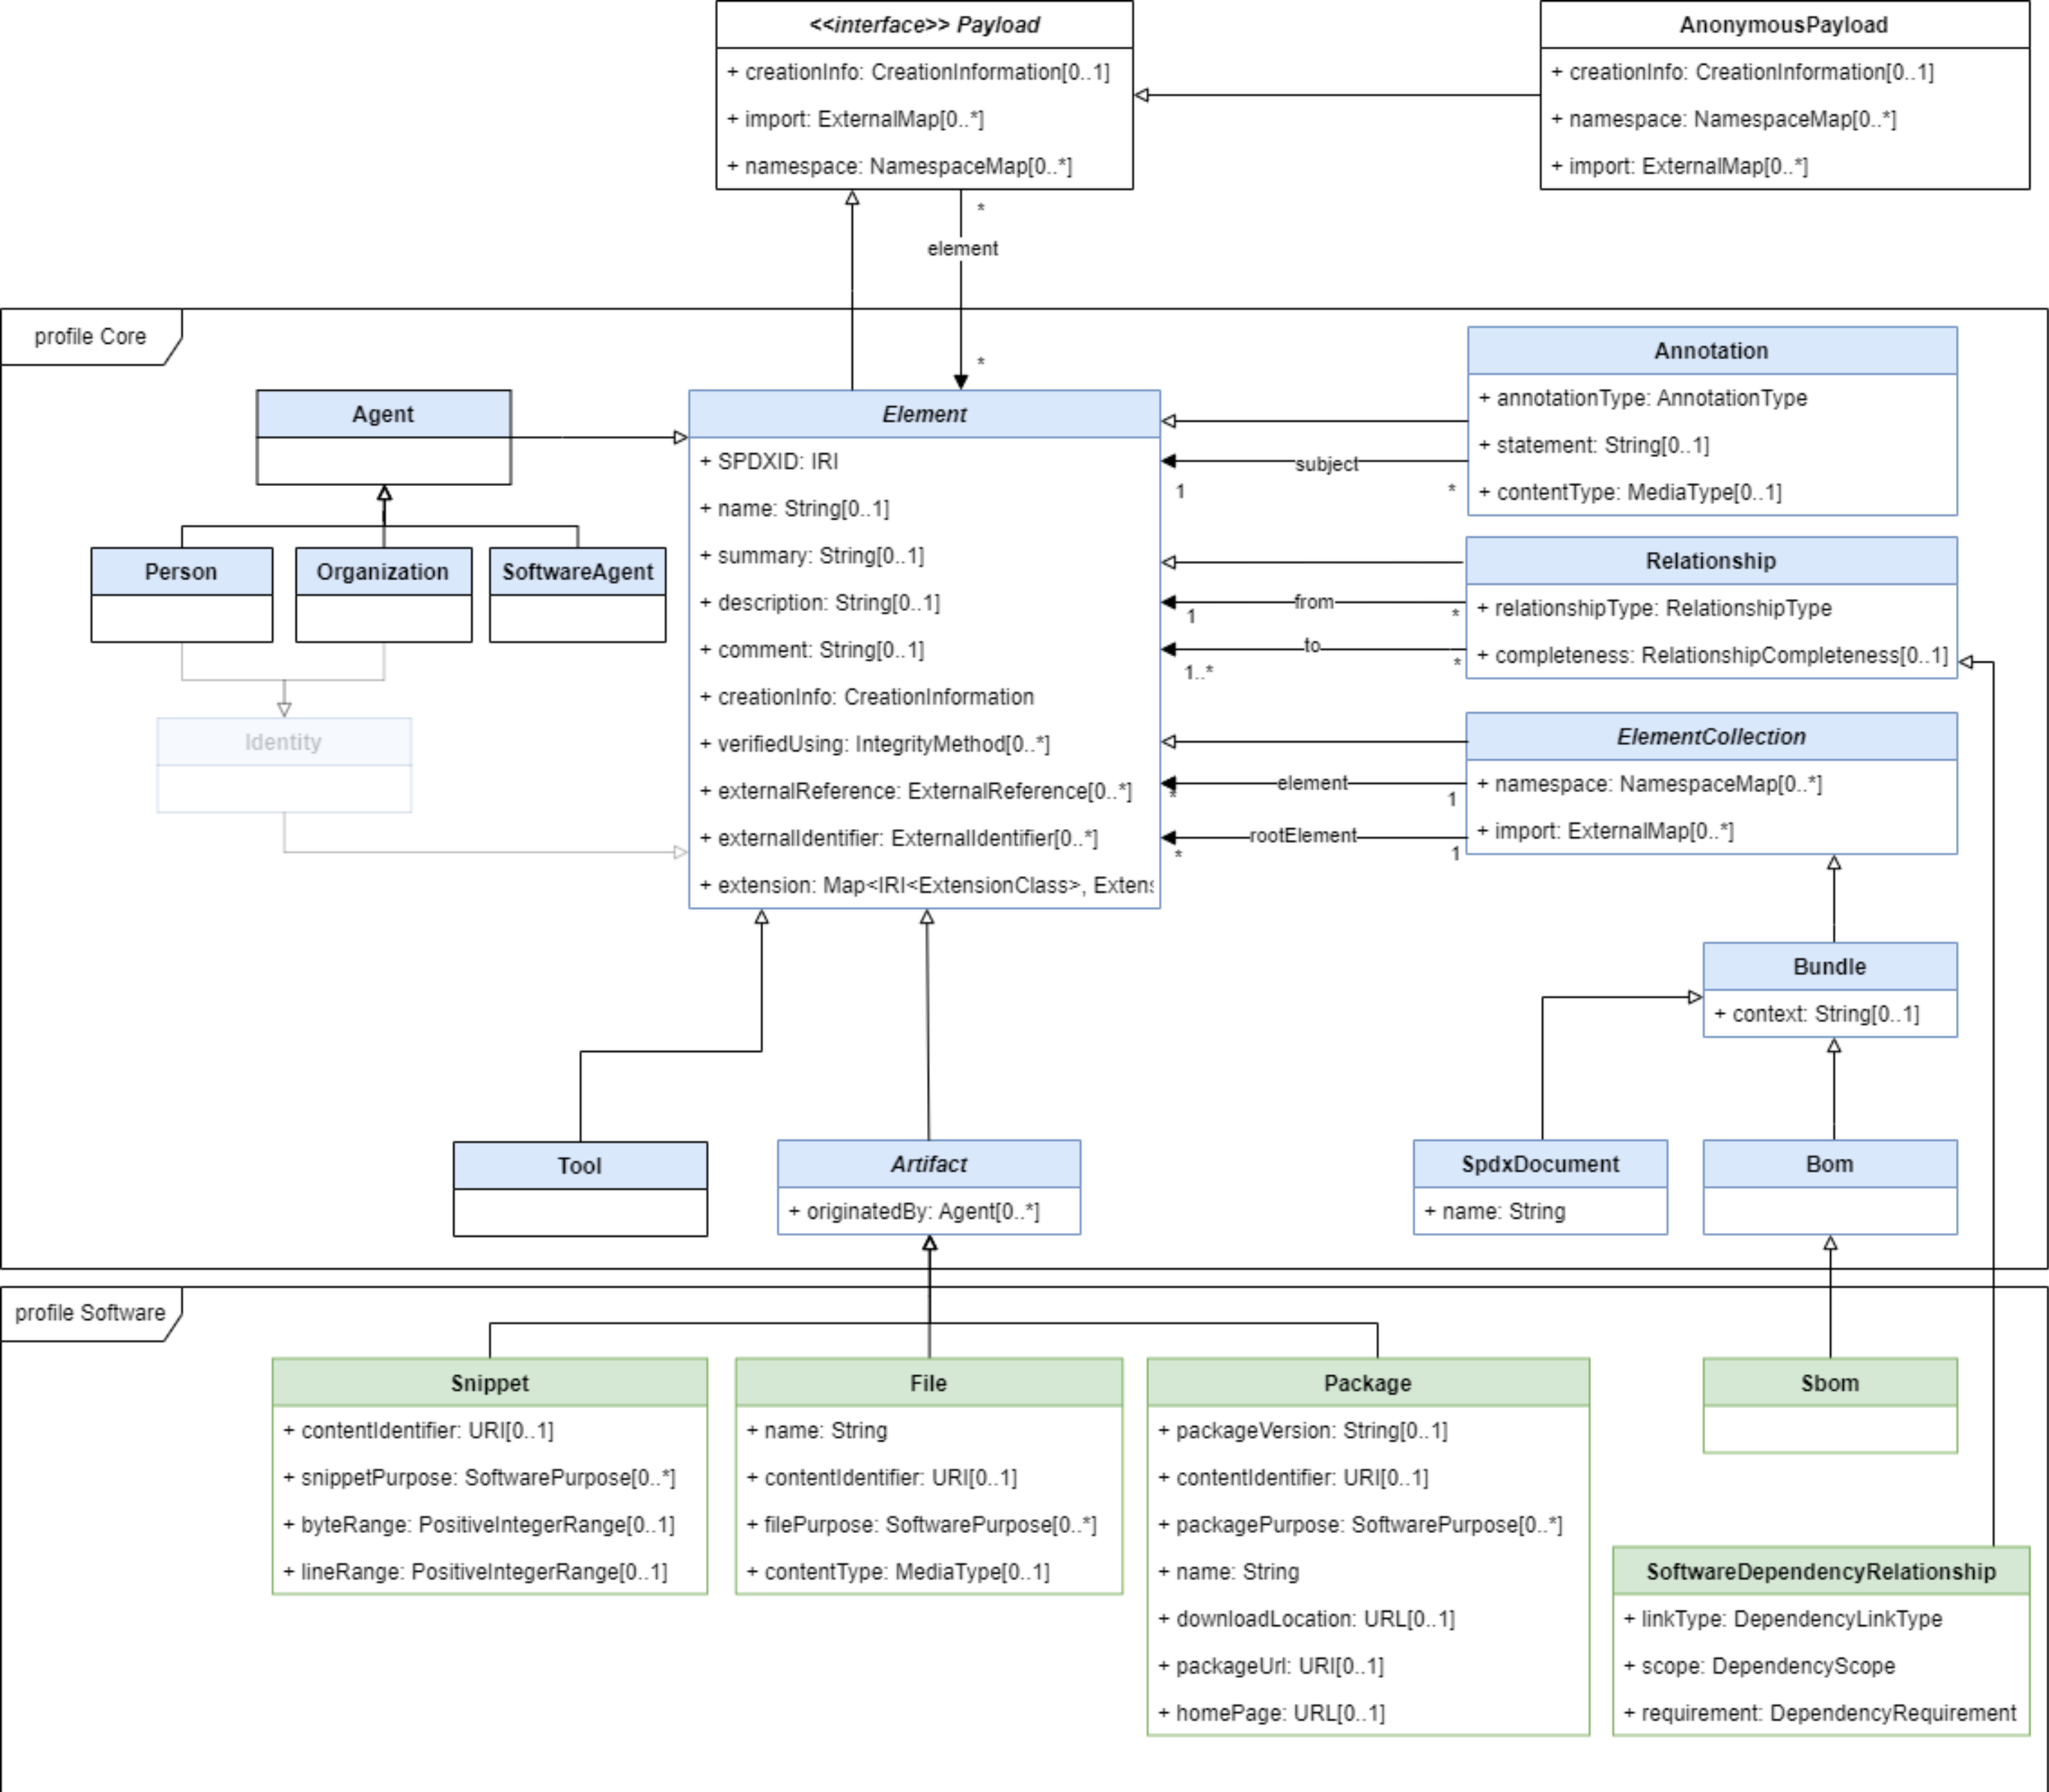 <<interface>> Payload
+ creationInfo: CreationInformation[0..1]
+ import: ExternalMap[0..*]
+ namespace: NamespaceMap[0..*]
AnonymousPayload
+ creationInfo: CreationInformation[0..1]
+ namespace: NamespaceMap[0..*]
+ import: ExternalMap[0..*]
*
element
*
profile Core
Agent
Person
Organization
SoftwareAgent
Identity
Element
+ SPDXID: IRI
+ name: String[0..1]
+ summary: String[0..1]
+ description: String[0..1]
+ comment: String[0..1]
+ creationInfo: CreationInformation
+ verifiedUsing: IntegrityMethod[0..*]
+ externalReference: ExternalReference[0..*]
+ externalIdentifier: ExternalIdentifier[0..*]
+ extension: Map<IRI<ExtensionClass>, Extens
subject
1
*
from
1
*
to
1..*
*
element
*
1
rootElement
*
1
Annotation
+ annotationType: AnnotationType
+ statement: String[0..1]
+ contentType: MediaType[0..1]
Relationship
+ relationshipType: RelationshipType
+ completeness: RelationshipCompleteness[0..1]
ElementCollection
+ namespace: NamespaceMap[0..*]
+ import: ExternalMap[0..*]
Bundle
+ context: String[0..1]
Tool
Artifact
+ originatedBy: Agent[0..*]
SpdxDocument
+ name: String
Bom
profile Software
Snippet
+ contentIdentifier: URI[0..1]
+ snippetPurpose: SoftwarePurpose[0..*]
+ byteRange: PositiveIntegerRange[0..1]
+ lineRange: PositiveIntegerRange[0..1]
File
+ name: String
+ contentIdentifier: URI[0..1]
+ filePurpose: SoftwarePurpose[0..*]
+ contentType: MediaType[0..1]
Package
+ packageVersion: String[0..1]
+ contentIdentifier: URI[0..1]
+ packagePurpose: SoftwarePurpose[0..*]
+ name: String
+ downloadLocation: URL[0..1]
+ packageUrl: URI[0..1]
+ homePage: URL[0..1]
Sbom
SoftwareDependencyRelationship
+ linkType: DependencyLinkType
+ scope: DependencyScope
+ requirement: DependencyRequirement